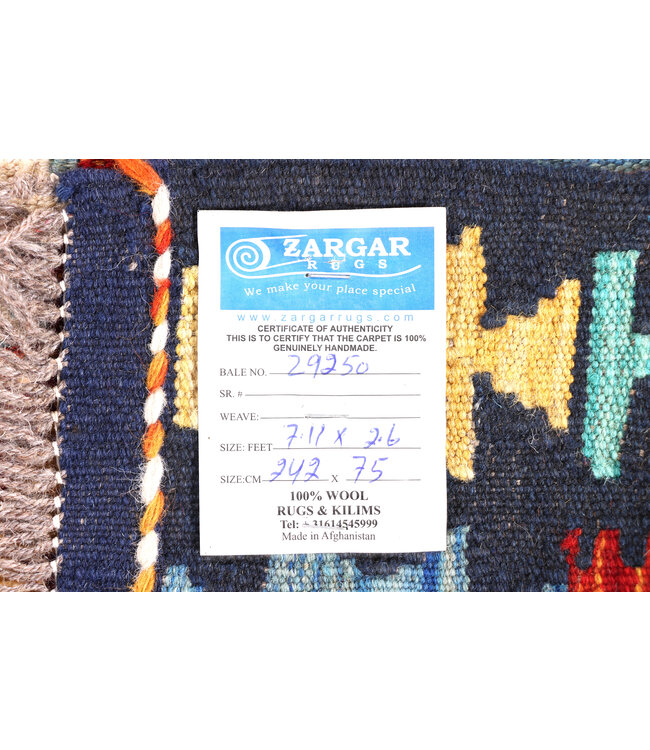 ZARGAR
RUGS
We make your place special
www.zargarrugs.com
CERTIFICATE OF AUTHENTICITY
THIS IS TO CERTIFY THAT THE CARPET IS 100%
GENUINELY HANDMADE.
BALE NO. 29250
SR. #
WEAVE:
SIZE: FEET 7.11 X 2.6
SIZE:CM 242 X 75
100% WOOL
RUGS & KILIMS
Tel: +31614545999
Made in Afghanistan